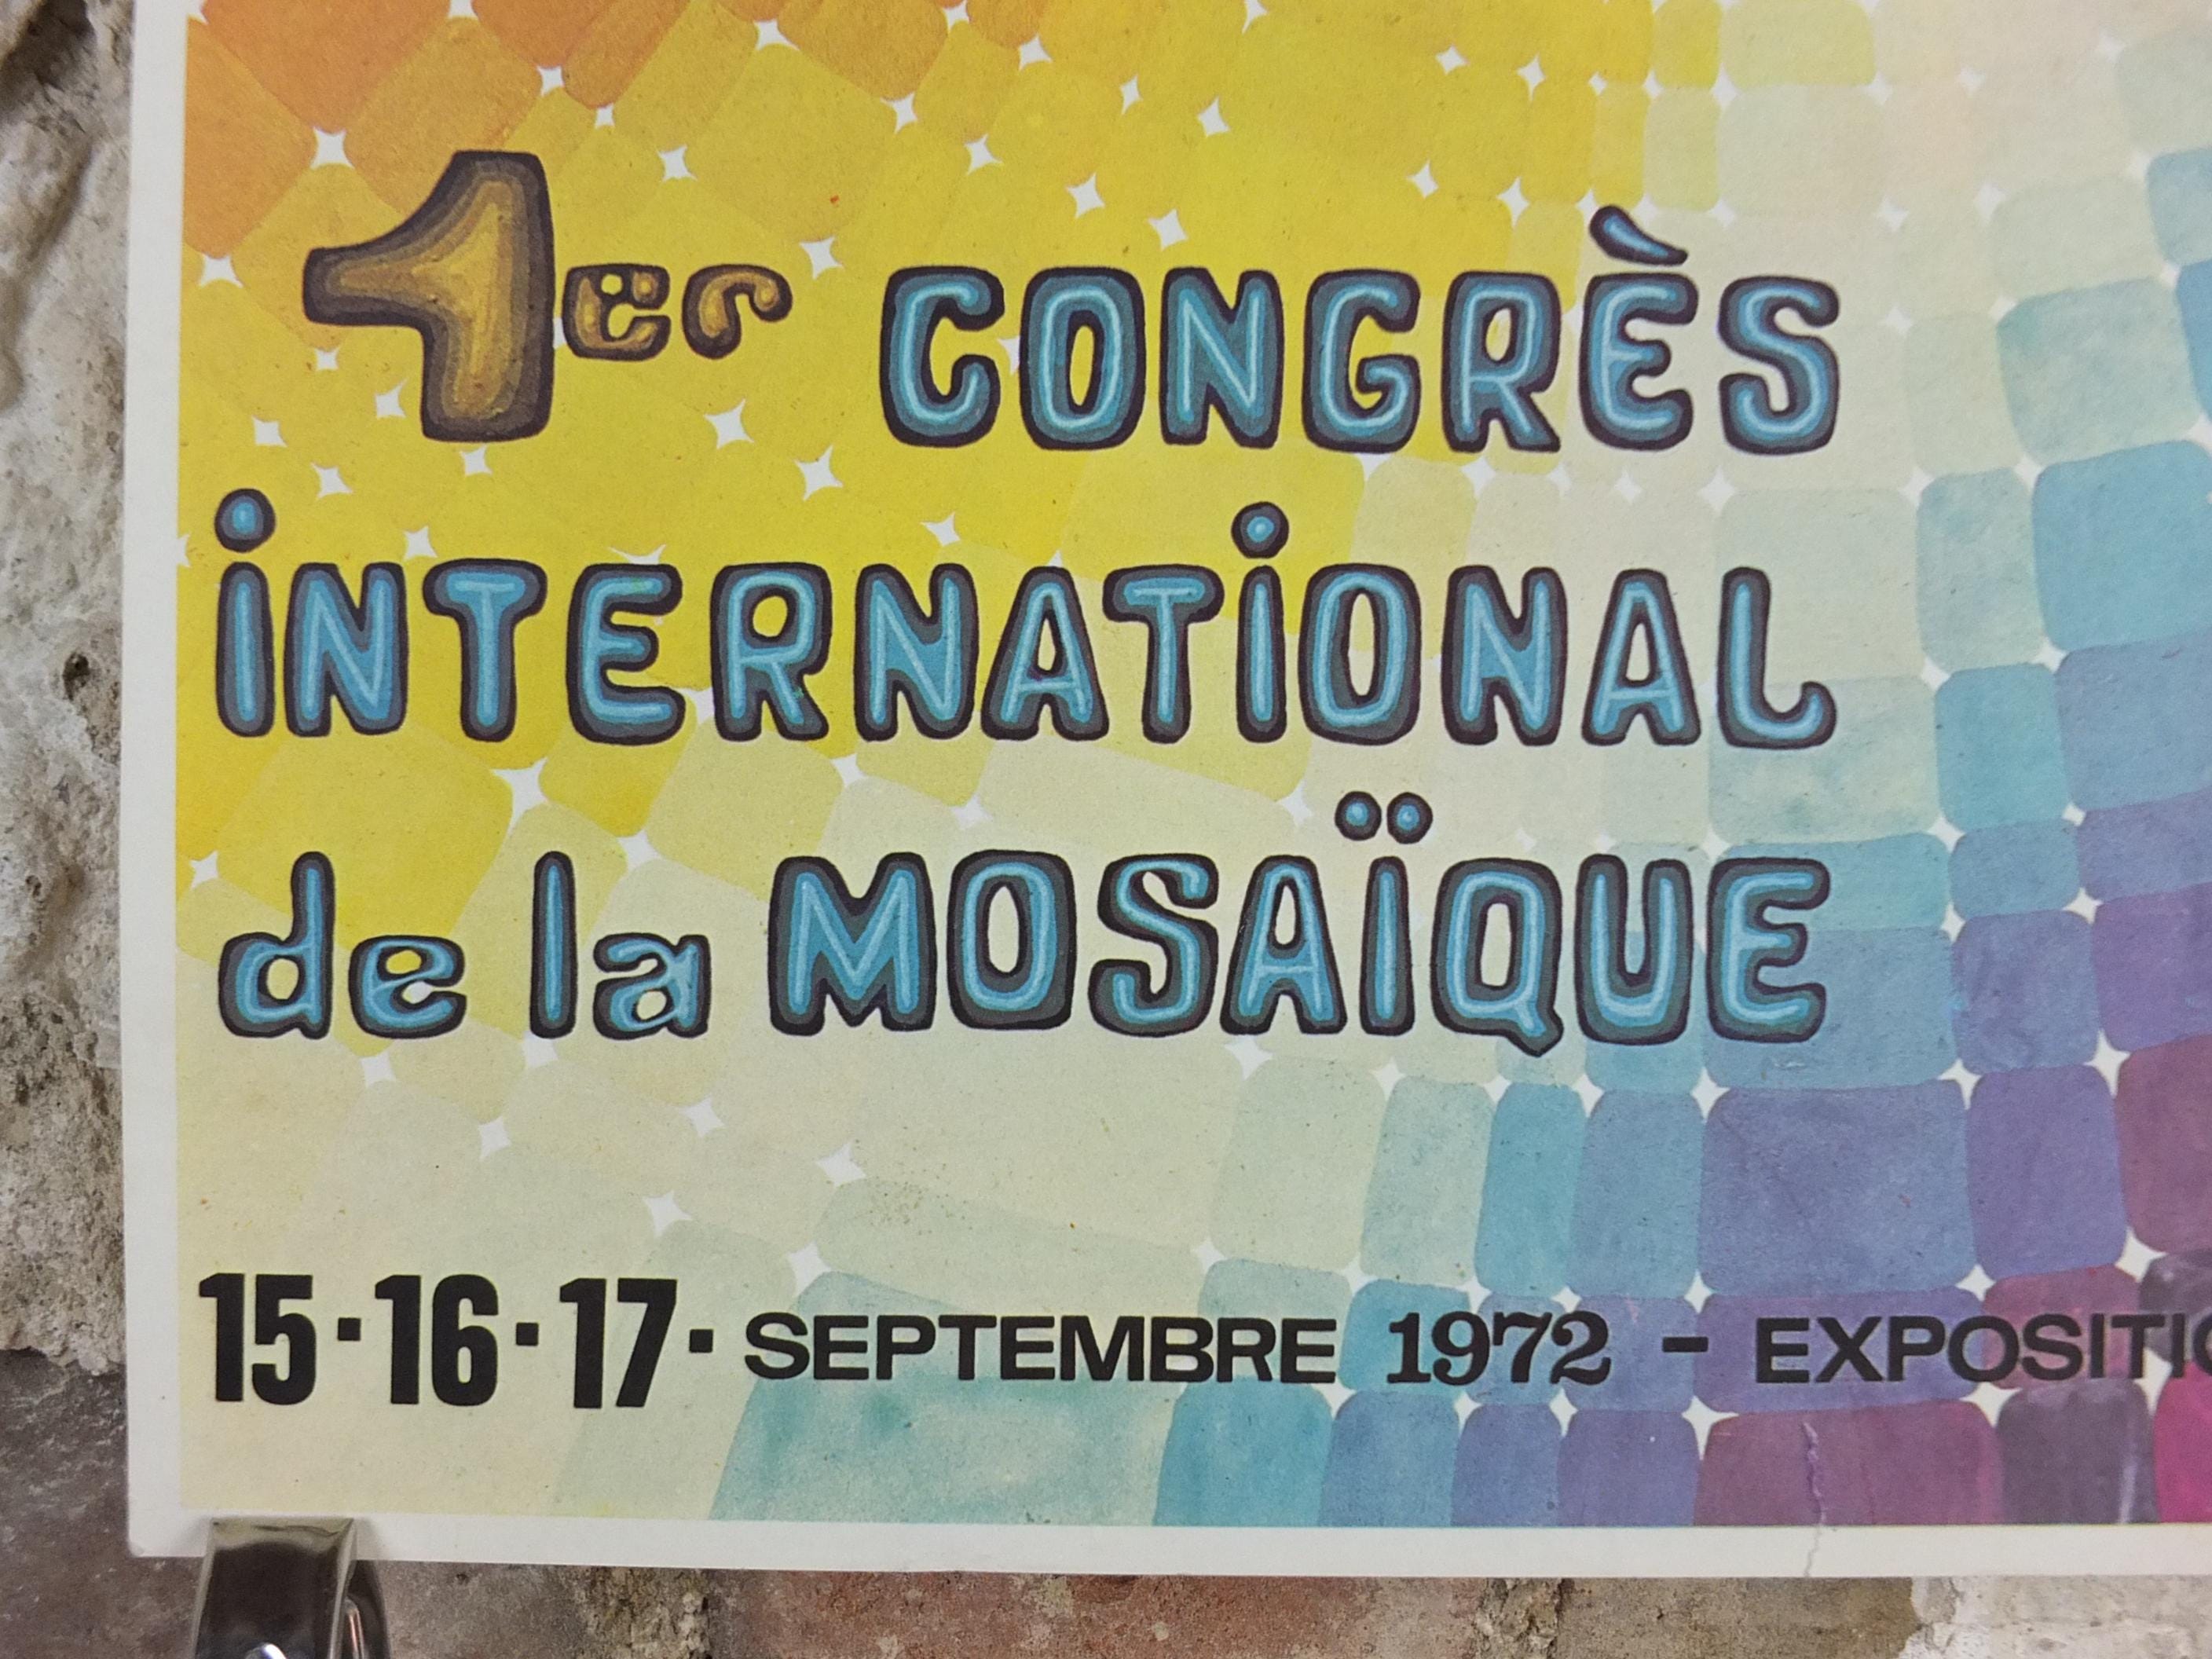 1er CONGRÈS
iNTERNATiONAL
de la MOSAÏQUE
15·16·17· SEPTEMBRE 1972 - EXPOSITIO